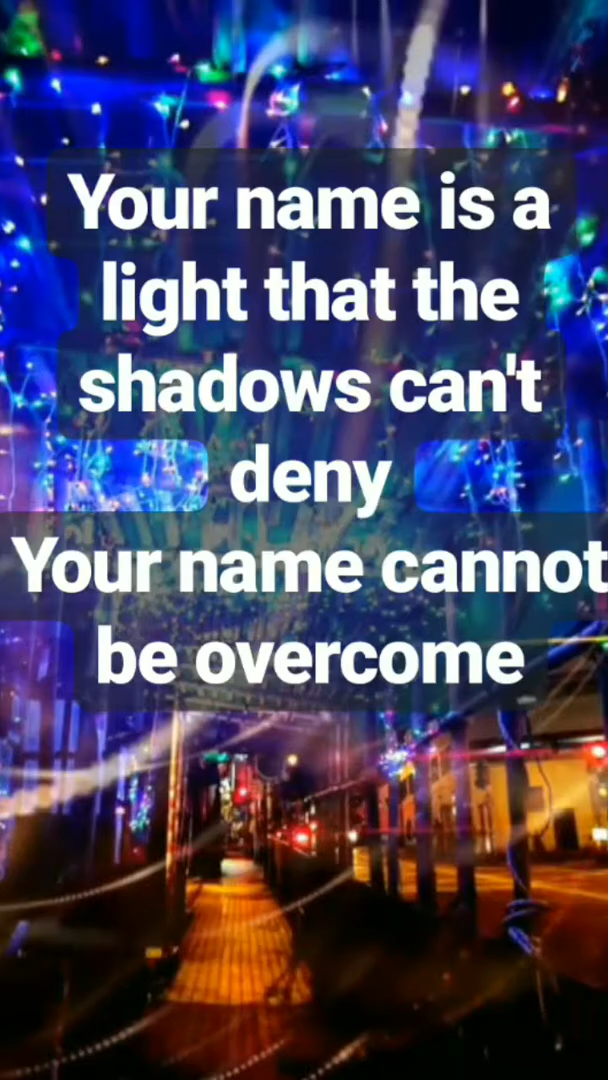 Your name is a
light that the
shadows can't
deny
Your name cannot
be overcome